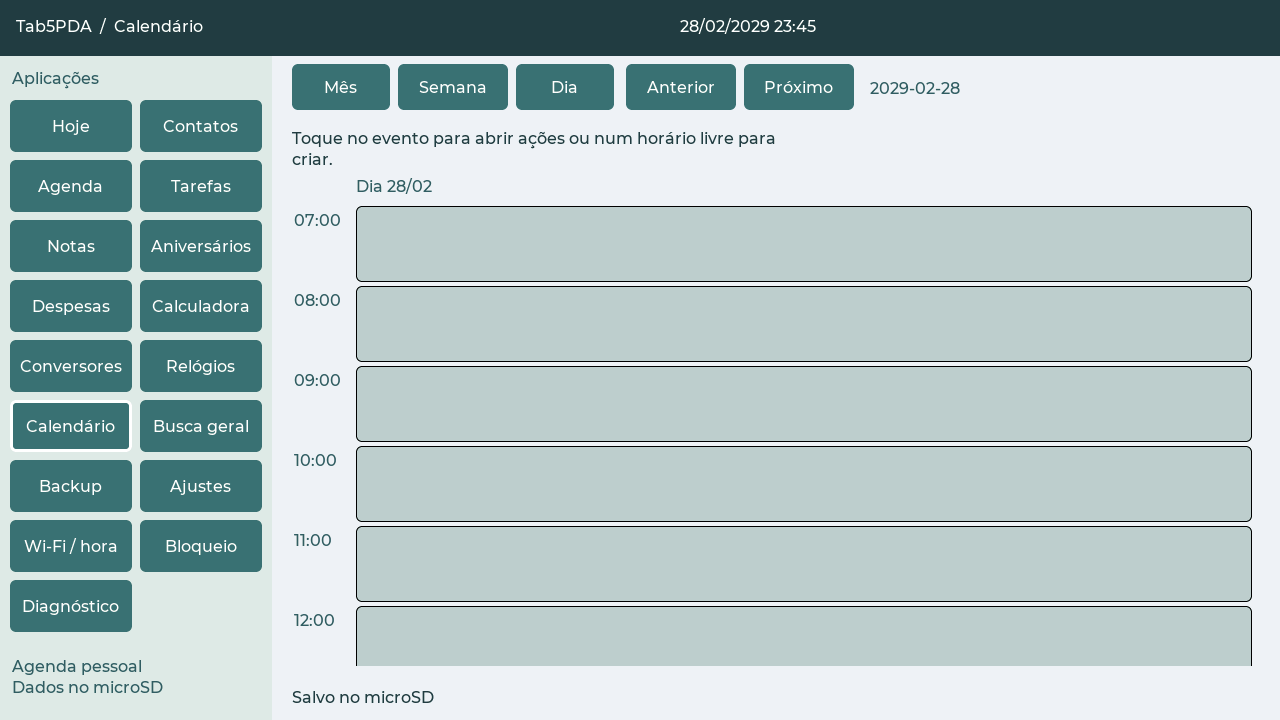 Tab5PDA / Calendário
28/02/2029 23:45
Aplicações
Hoje
Contatos
Agenda
Tarefas
Notas
Aniversários
Despesas
Calculadora
Conversores
Relógios
Calendário
Busca geral
Backup
Ajustes
Wi-Fi / hora
Bloqueio
Diagnóstico
Agenda pessoal
Dados no microSD
Mês
Semana
Dia
Anterior
Próximo
2029-02-28
Toque no evento para abrir ações ou num horário livre para
criar.
Dia 28/02
07:00
08:00
09:00
10:00
11:00
12:00
Salvo no microSD